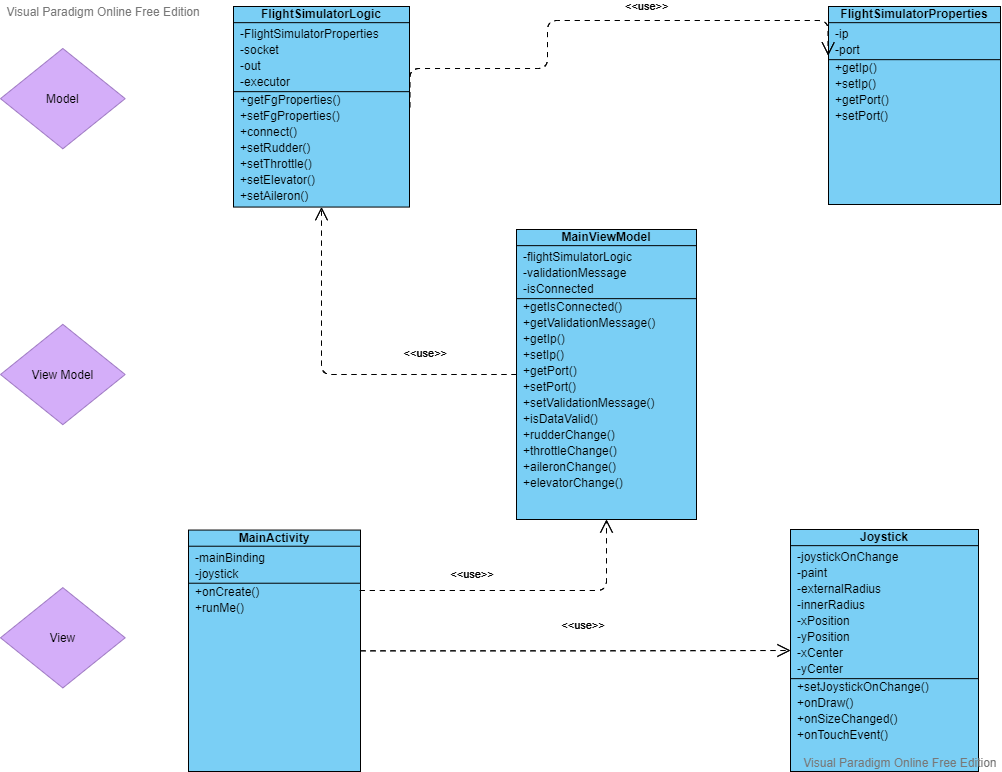 Visual Paradigm Online Free Edition
Model
FlightSimulatorLogic
-FlightSimulatorProperties
-socket
-out
-executor
+getFgProperties()
+setFgProperties()
+connect()
+setRudder()
+setThrottle()
+setElevator()
+setAileron()
<<use>>
FlightSimulatorProperties
-ip
-port
+getIp()
+setIp()
+getPort()
+setPort()
View Model
<<use>>
MainViewModel
-flightSimulatorLogic
-validationMessage
-isConnected
+getIsConnected()
+getValidationMessage()
+getIp()
+setIp()
+getPort()
+setPort()
+setValidationMessage()
+isDataValid()
+rudderChange()
+throttleChange()
+aileronChange()
+elevatorChange()
View
MainActivity
-mainBinding
-joystick
+onCreate()
+runMe()
<<use>>
<<use>>
Joystick
-joystickOnChange
-paint
-externalRadius
-innerRadius
-xPosition
-yPosition
-xCenter
-yCenter
+setJoystickOnChange()
+onDraw()
+onSizeChanged()
+onTouchEvent()
Visual Paradigm Online Free Edition